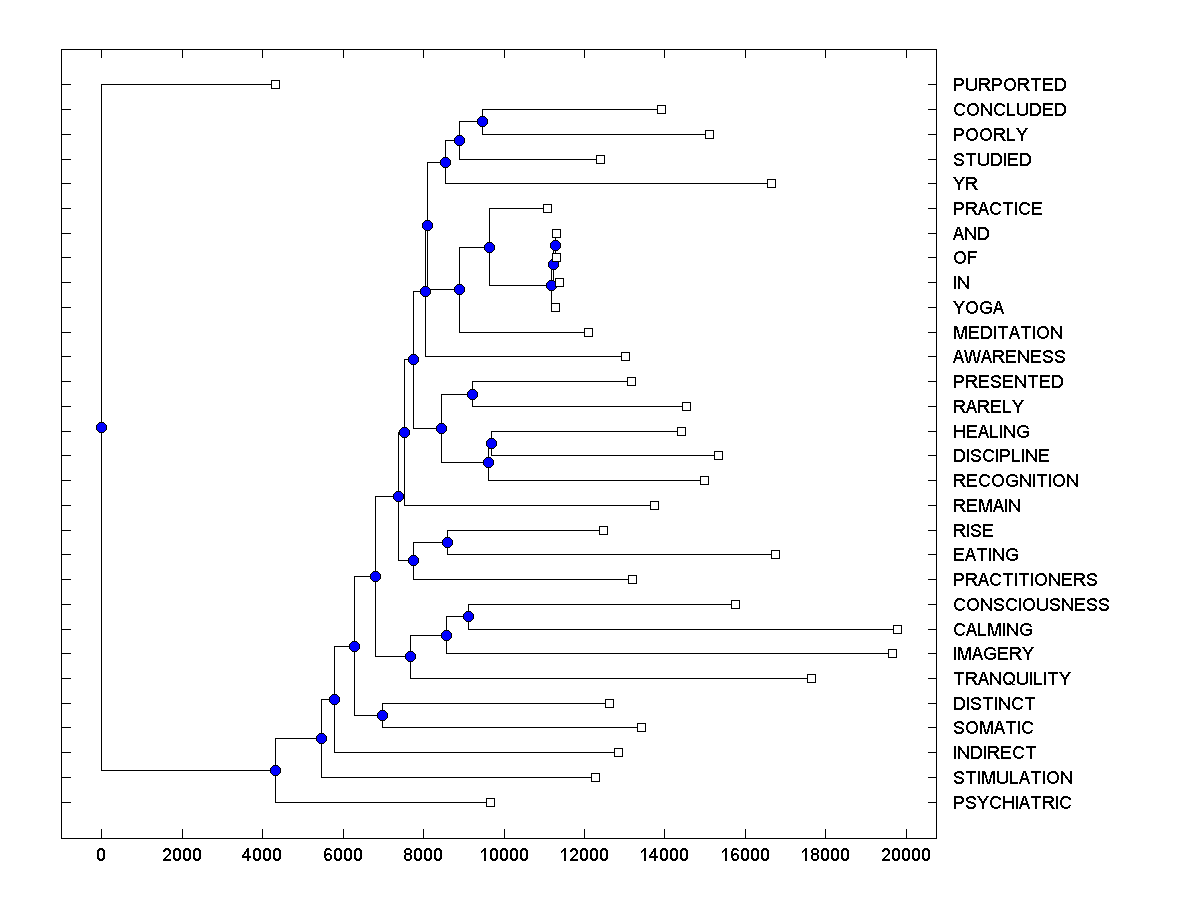 PURPORTED
CONCLUDED
POORLY
STUDIED
YR
PRACTICE
AND
OF
IN
YOGA
MEDITATION
AWARENESS
PRESENTED
RARELY
HEALING
DISCIPLINE
RECOGNITION
REMAIN
RISE
EATING
PRACTITIONERS
CONSCIOUSNESS
CALMING
IMAGERY
TRANQUILITY
DISTINCT
SOMATIC
INDIRECT
STIMULATION
PSYCHIATRIC
0 2000 4000 6000 8000 10000 12000 14000 16000 18000 20000